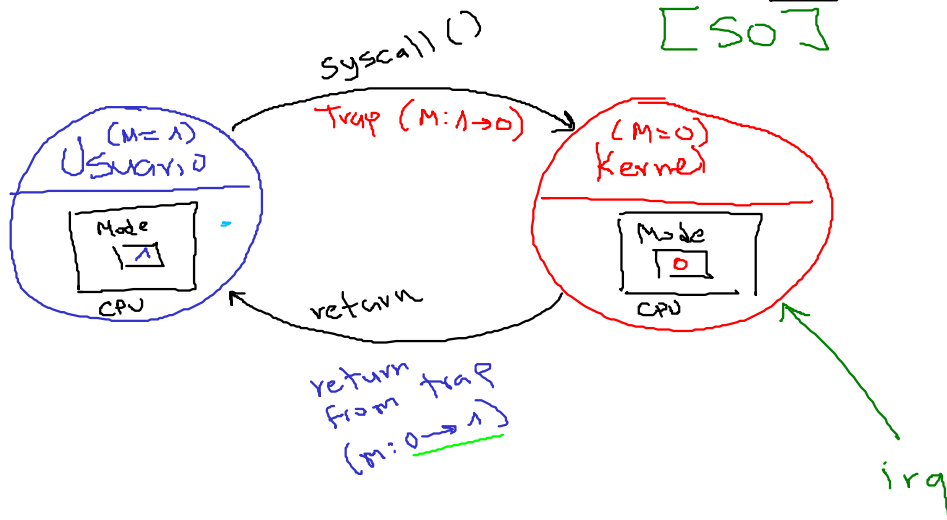 [SO]
syscall()
Trap (M: 1→0)
(M=1)
Usuario
Mode
1
CPU
(M=0)
Kernel
Mode
0
CPU
return
return
from trap
(m: 0→1)
irq